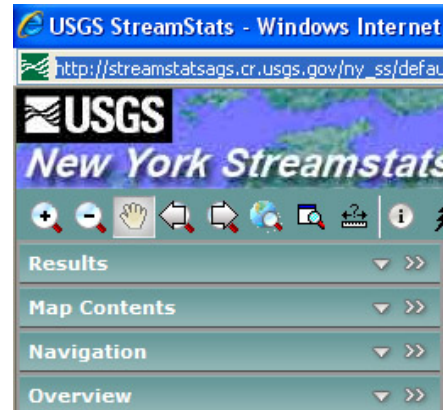 USGS StreamStats - Windows Internet
http://streamstatsags.cr.usgs.gov/ny_ss/defau
USGS
New York Streamstats
Results
Map Contents
Navigation
Overview